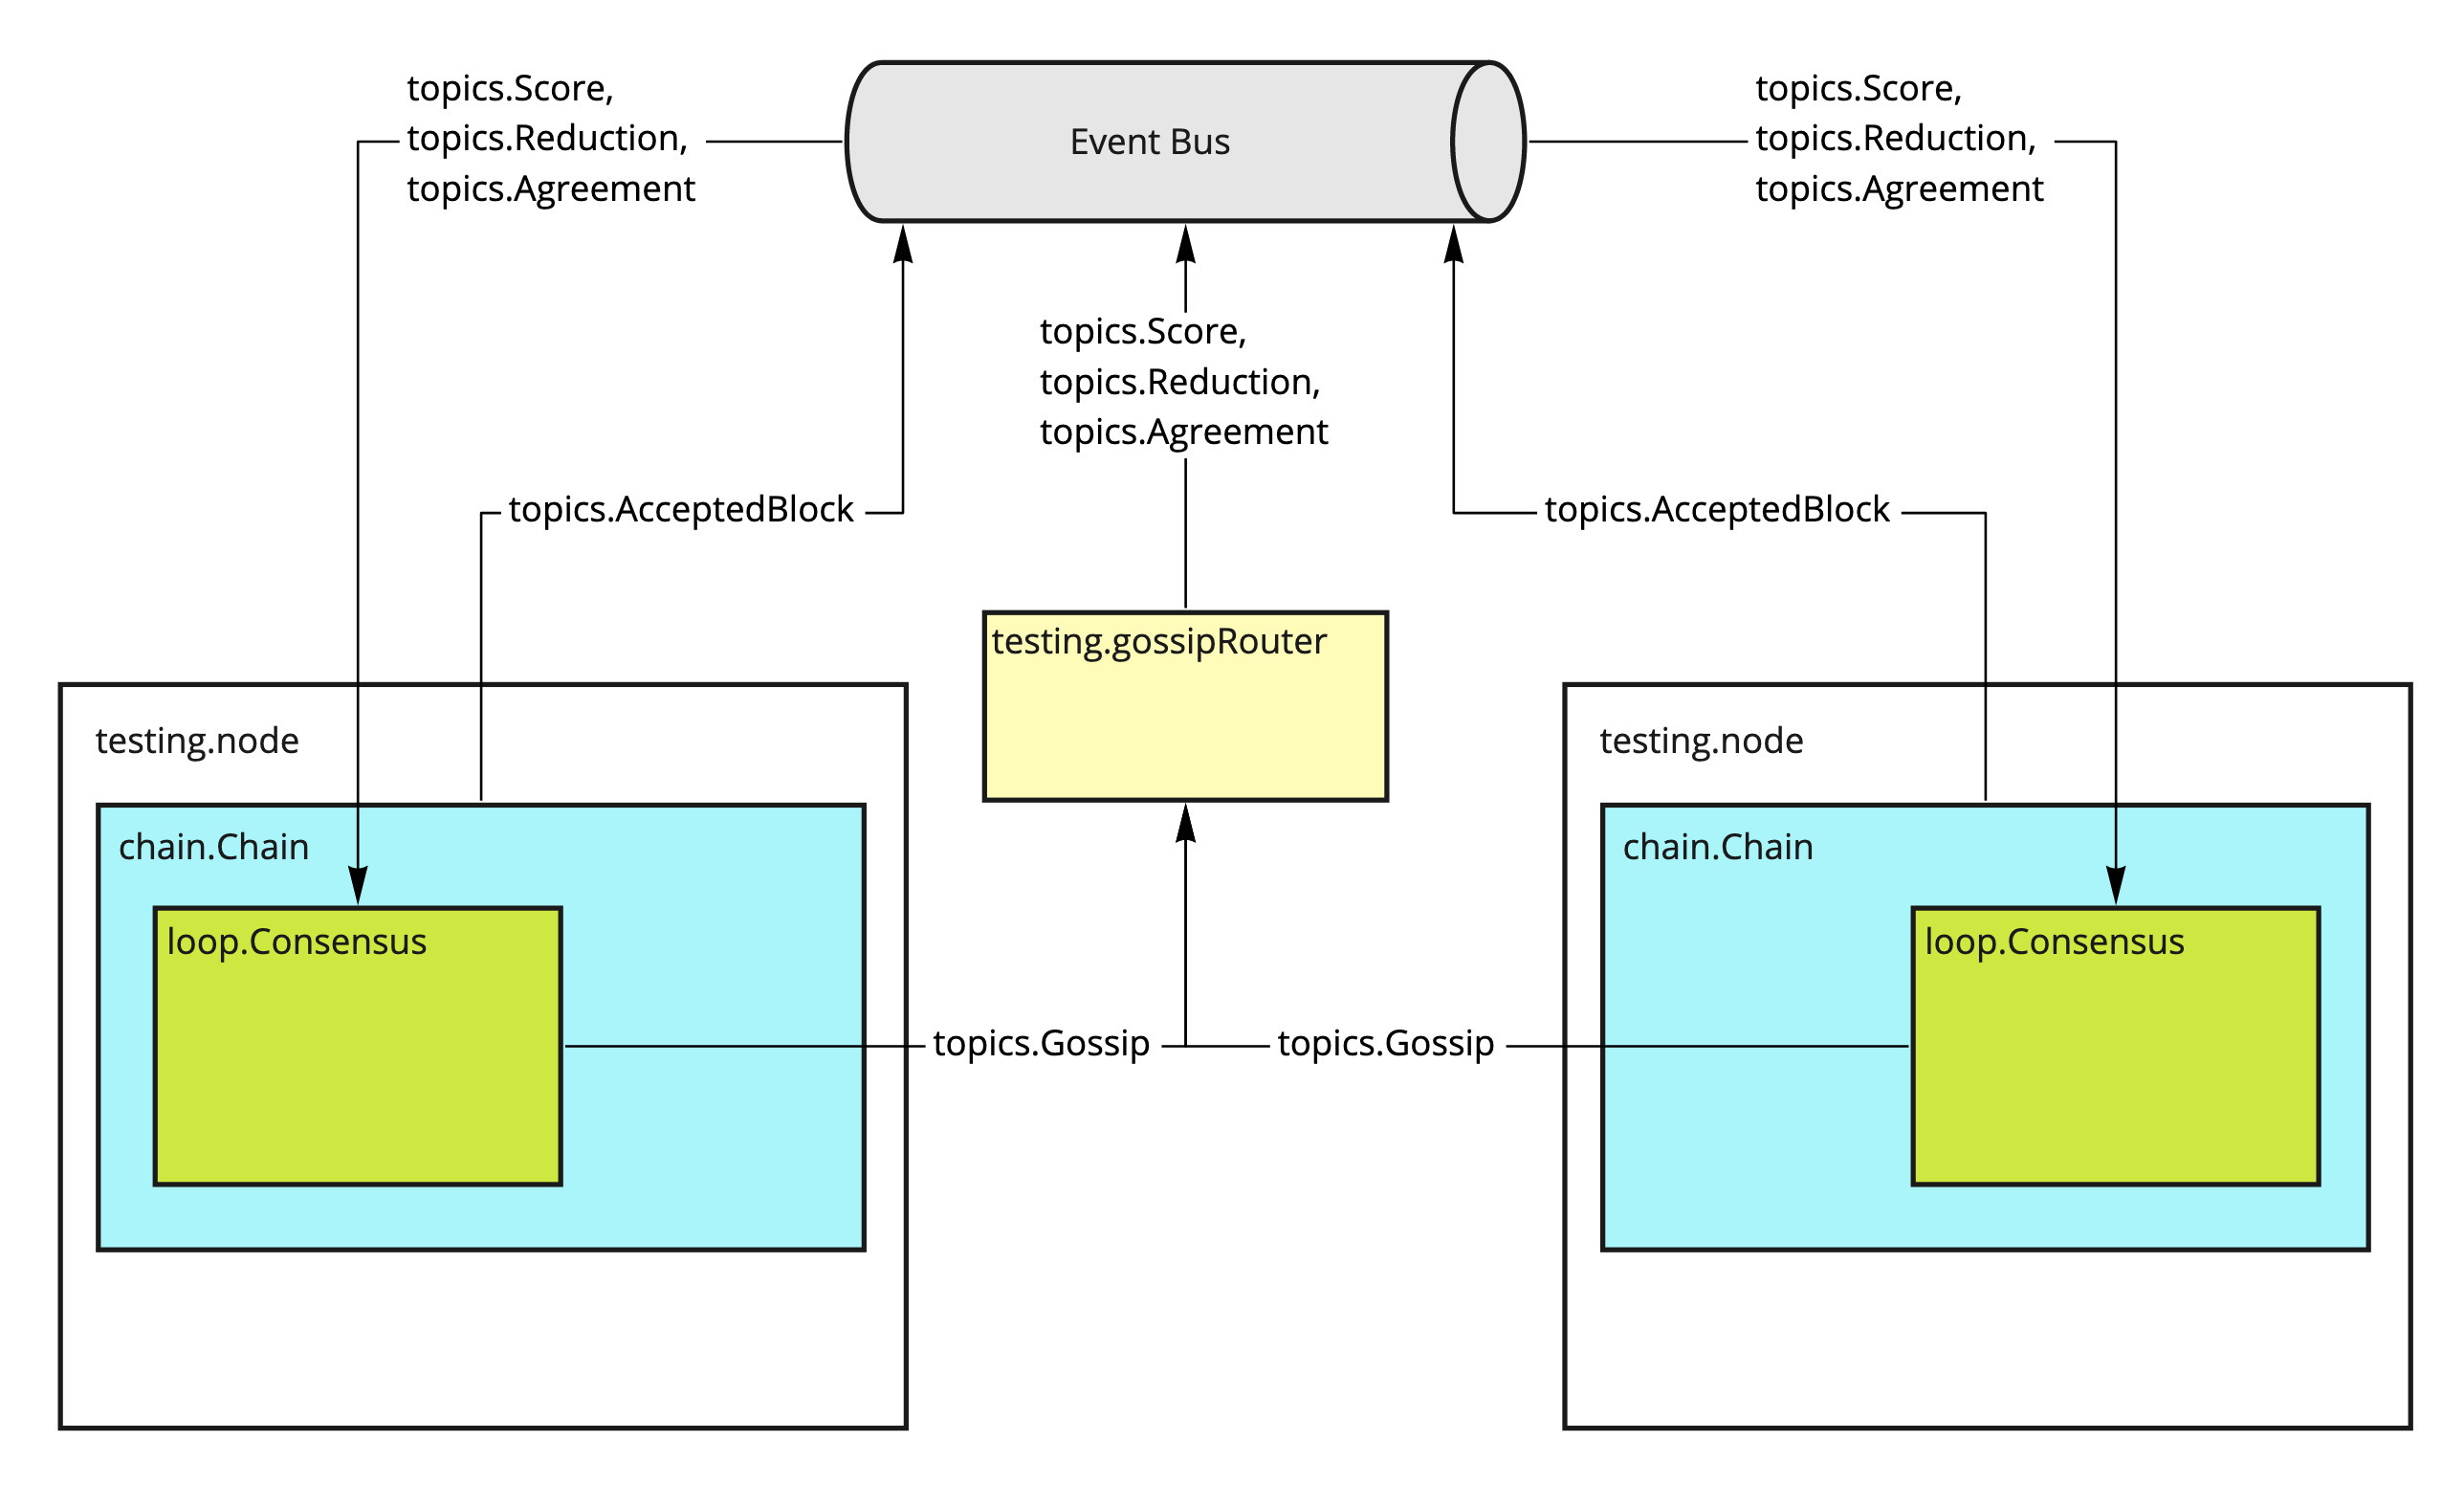 topics.Score,
topics.Reduction,
topics.Agreement
Event Bus
topics.Score,
topics.Reduction,
topics.Agreement
topics.Score,
topics.Reduction,
topics.Agreement
topics.AcceptedBlock
topics.AcceptedBlock
testing.gossipRouter
testing.node
chain.Chain
loop.Consensus
testing.node
chain.Chain
loop.Consensus
topics.Gossip
topics.Gossip